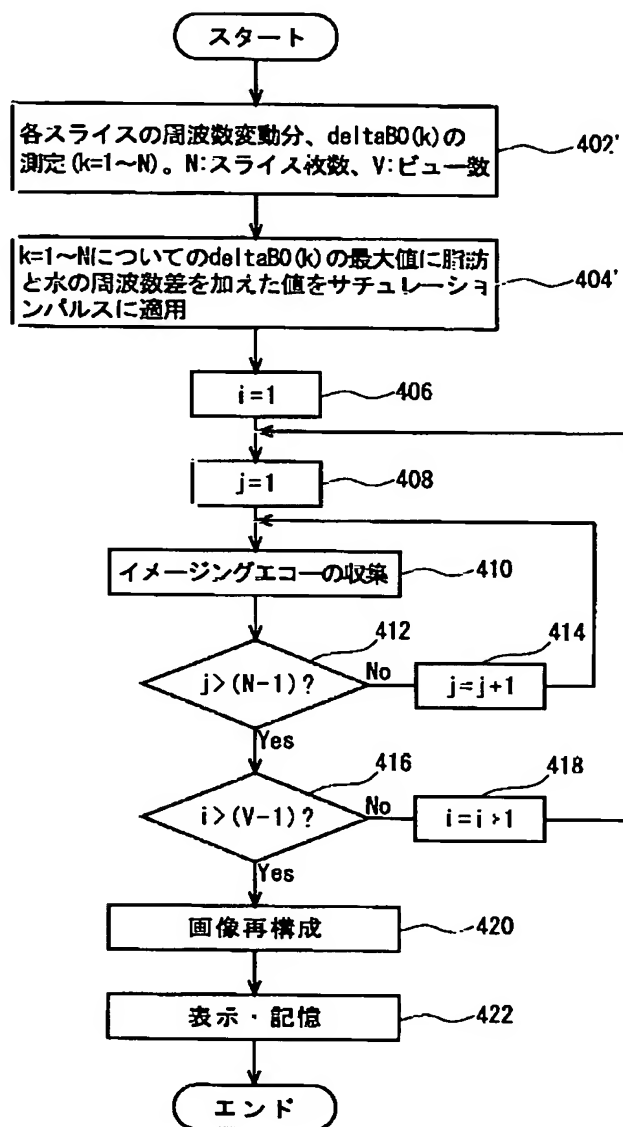 スタート
各スライスの周波数変動分、deltaB0(k)の
測定(k=1~N)。N:スライス枚数、V:ビュー数
402'
k=1~NについてのdeltaB0(k)の最大値に脂肪
と水の周波数差を加えた値をサチュレーショ
ンパルスに適用
404'
i=1
406
j=1
408
イメージングエコーの収集
410
412
j>(N-1)?
No
414
j=j+1
Yes
416
i>(V-1)?
No
418
i=i+1
Yes
画像再構成
420
表示・記憶
422
エンド